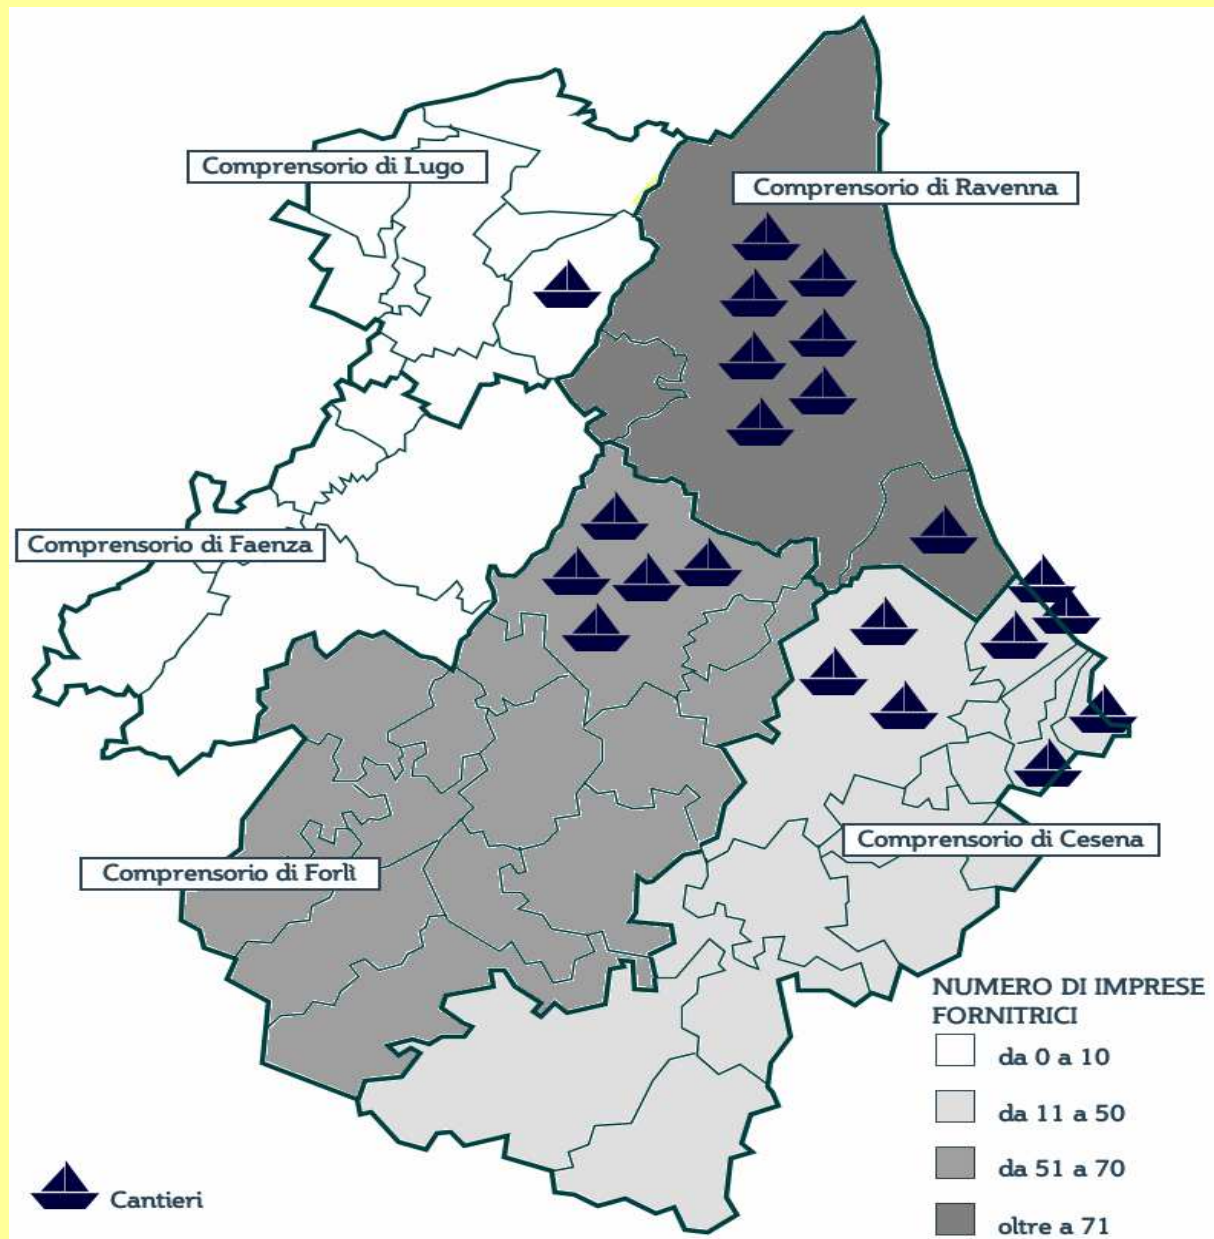 Comprensorio di Lugo
Comprensorio di Ravenna
Comprensorio di Faenza
Comprensorio di Cesena
Comprensorio di Forlì
NUMERO DI IMPRESE
FORNITRICI
da 0 a 10
da 11 a 50
da 51 a 70
oltre a 71
Cantieri